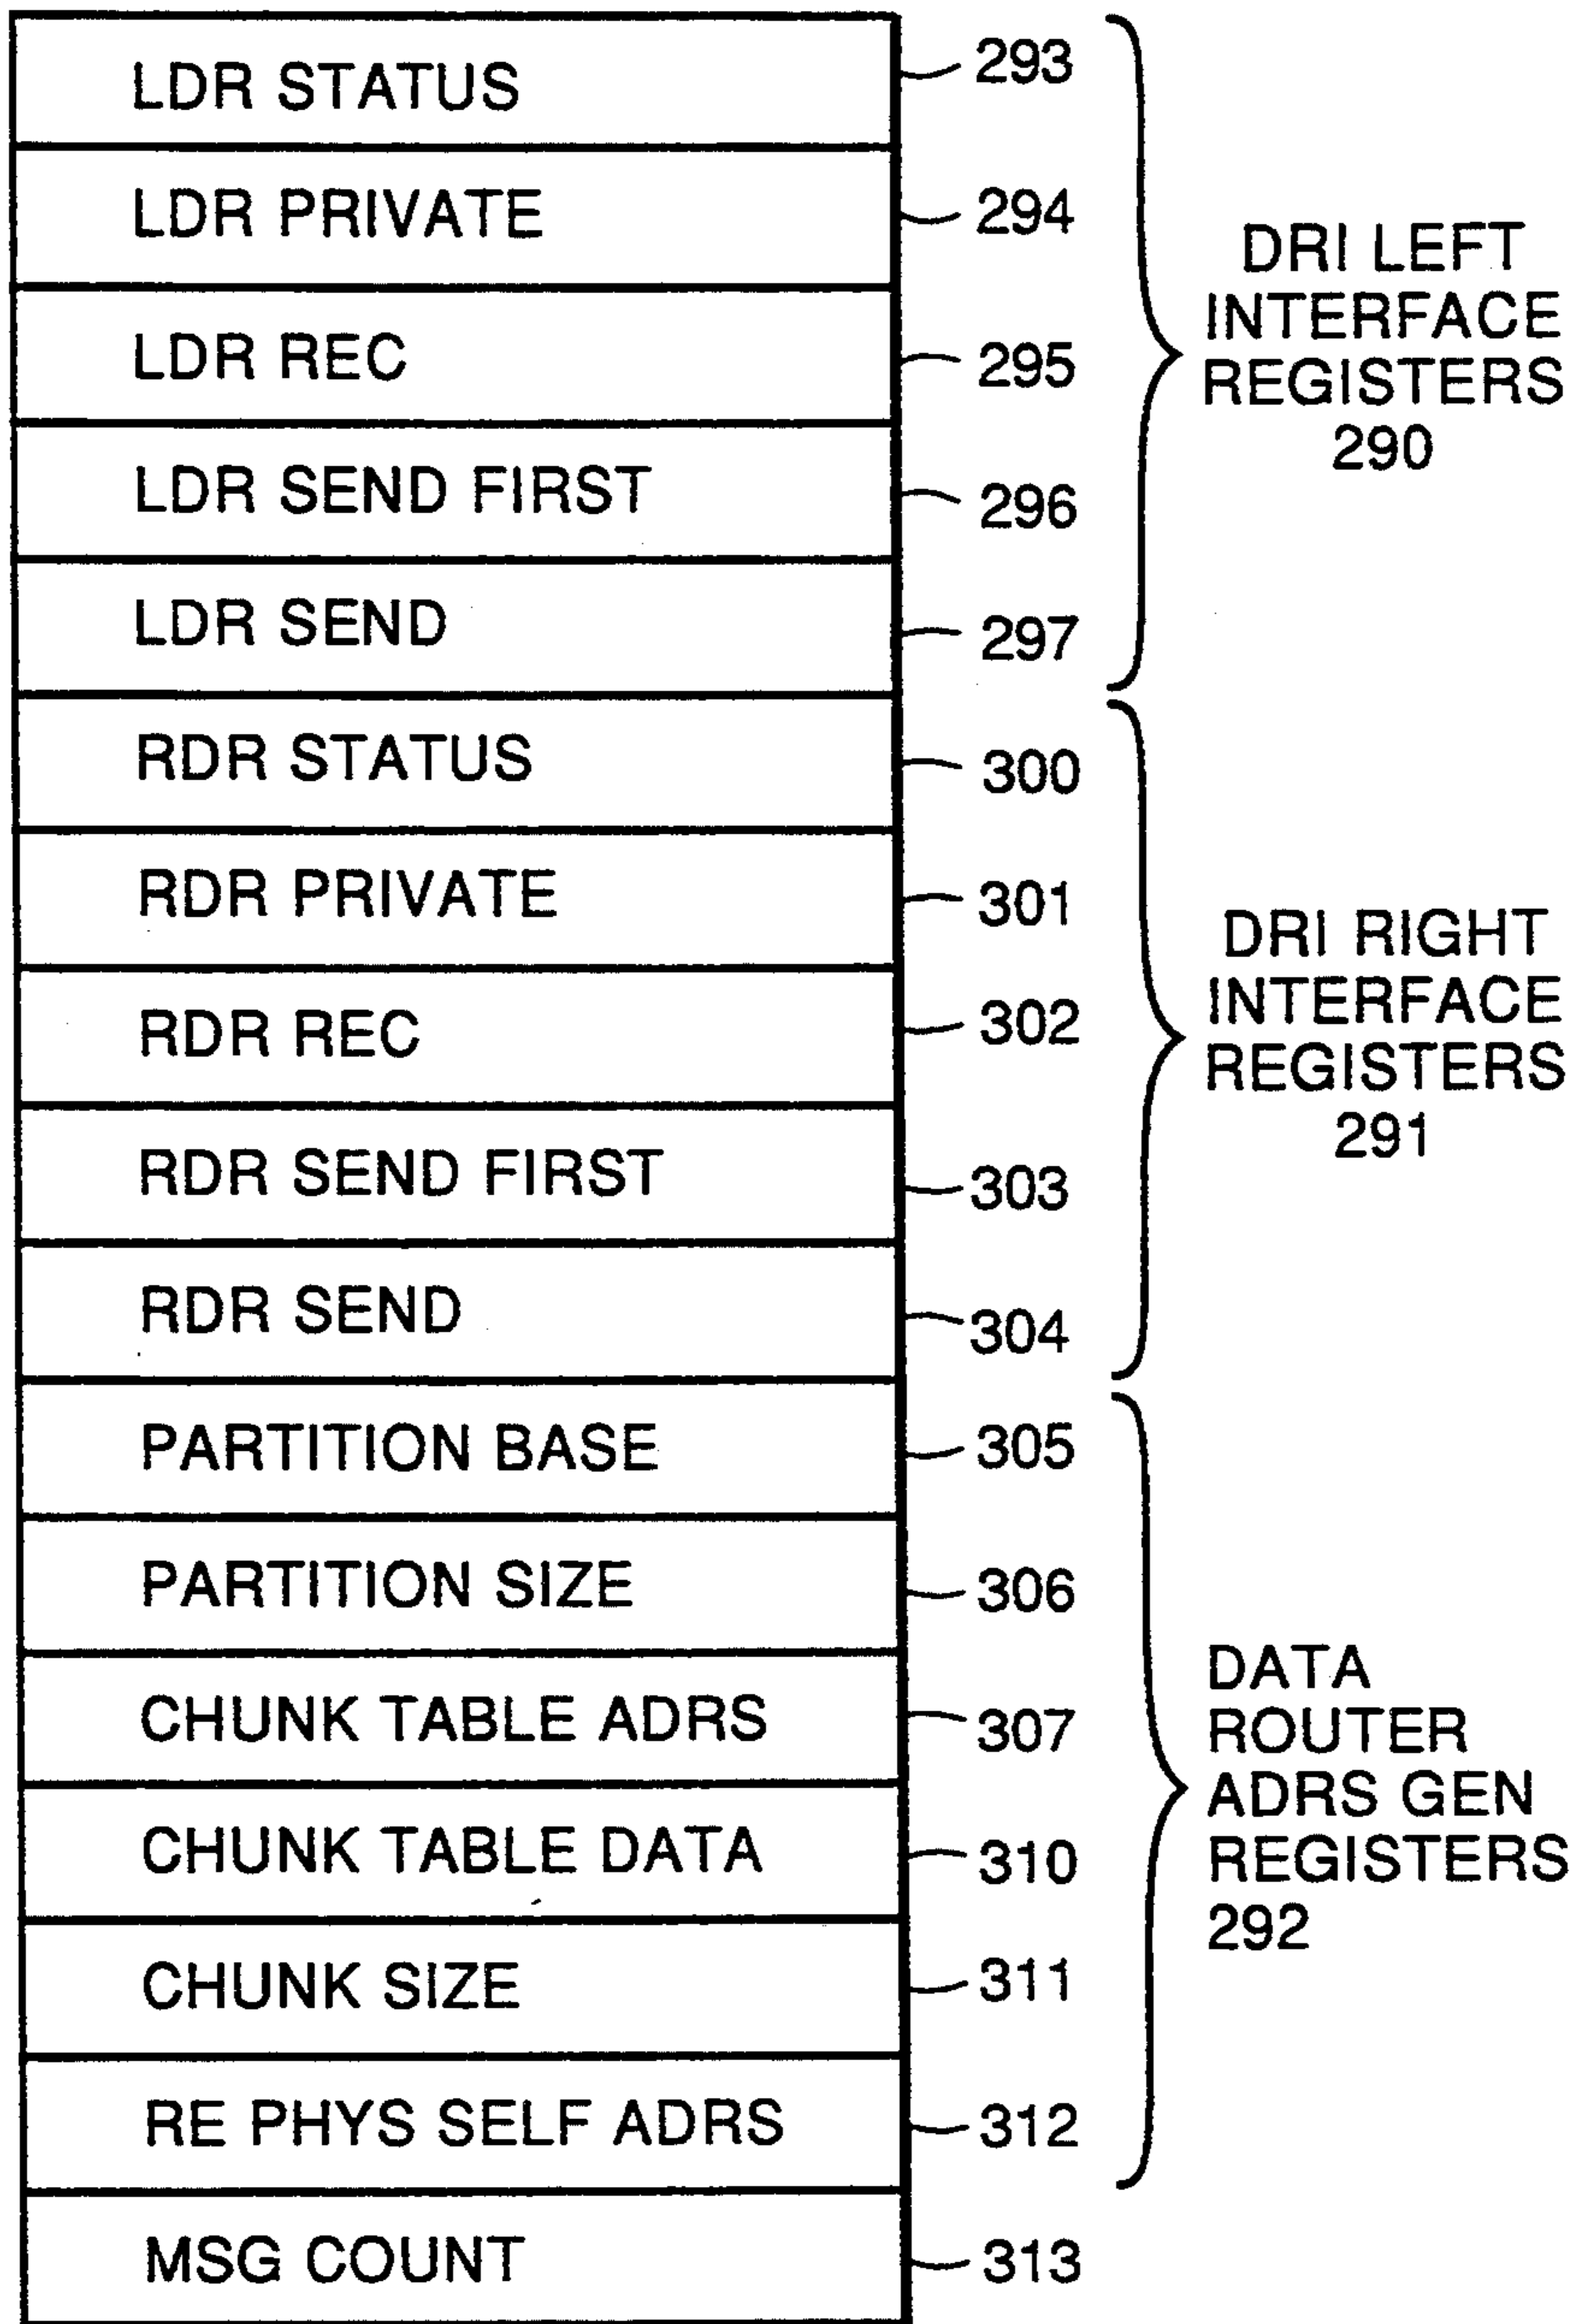 LDR STATUS 293
LDR PRIVATE 294
LDR REC 295
LDR SEND FIRST 296
LDR SEND 297
DRI LEFT
INTERFACE
REGISTERS
290
RDR STATUS 300
RDR PRIVATE 301
RDR REC 302
RDR SEND FIRST 303
RDR SEND 304
DRI RIGHT
INTERFACE
REGISTERS
291
PARTITION BASE 305
PARTITION SIZE 306
CHUNK TABLE ADRS 307
CHUNK TABLE DATA 310
CHUNK SIZE 311
RE PHYS SELF ADRS 312
DATA
ROUTER
ADRS GEN
REGISTERS
292
MSG COUNT 313